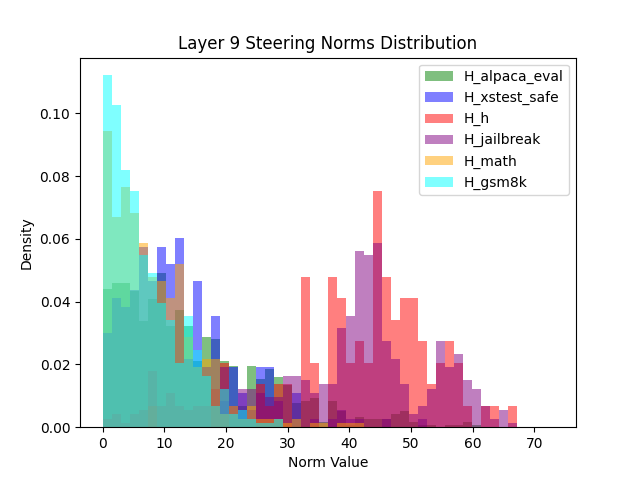 Layer 9 Steering Norms Distribution
H_alpaca_eval
H_xstest_safe
H_h
H_jailbreak
H_math
H_gsm8k
Density
0.10
0.08
0.06
0.04
0.02
0.00
0
10
20
30
40
50
60
70
Norm Value